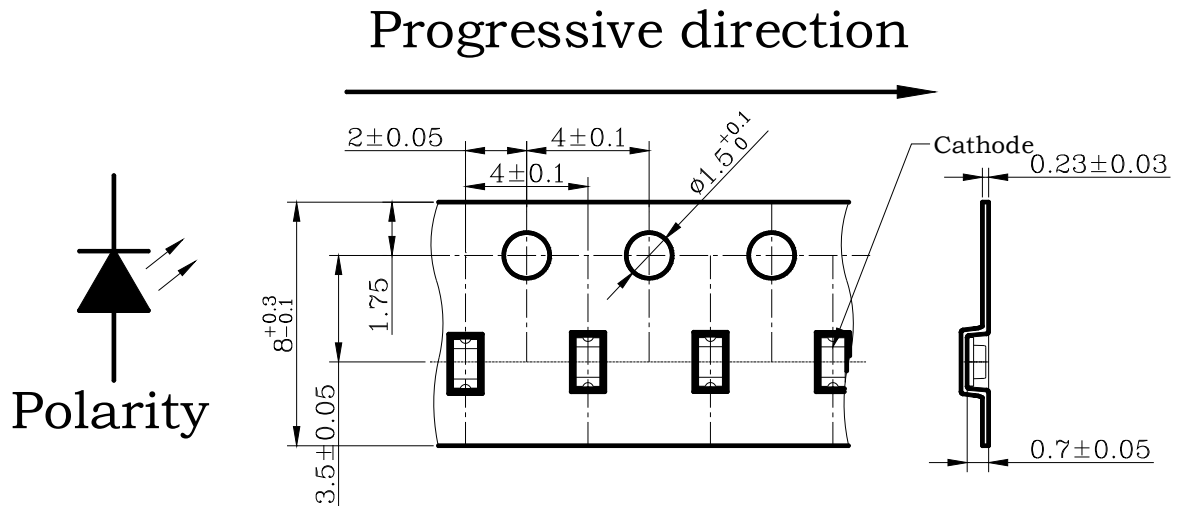 Progressive direction
2±0.05
4±0.1
4±0.1
ø1.5 +0.1 0
Cathode
0.23±0.03
1.75
8 +0.3 -0.1
3.5±0.05
Polarity
0.7±0.05